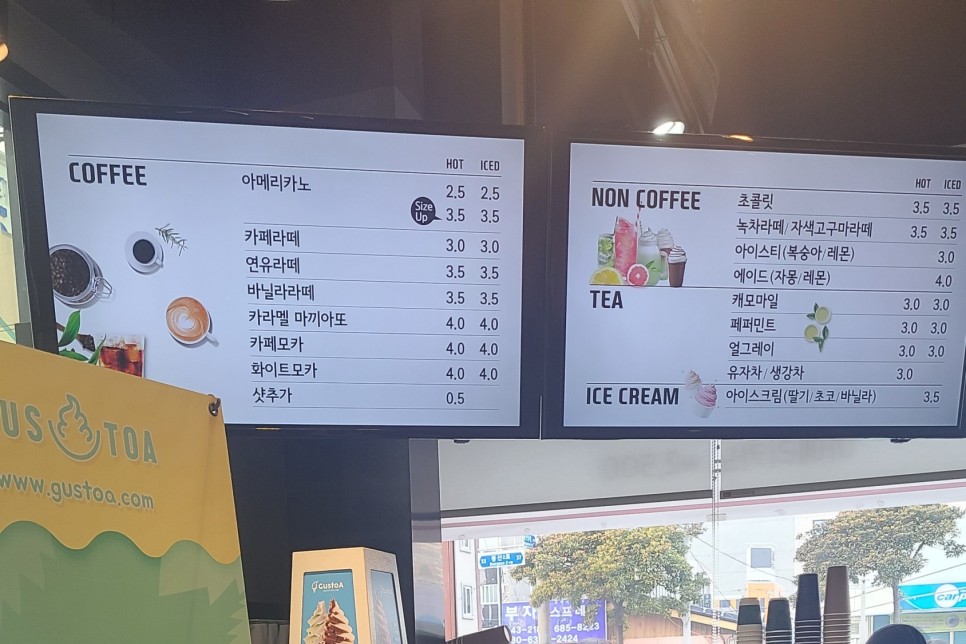 COFFEE
HOT ICED
아메리카노 2.5 2.5
Size Up 3.5 3.5
카페라떼 3.0 3.0
연유라떼 3.5 3.5
바닐라라떼 3.5 3.5
카라멜 마끼아또 4.0 4.0
카페모카 4.0 4.0
화이트모카 4.0 4.0
샷추가 0.5
NON COFFEE
HOT ICED
초콜릿 3.5 3.5
녹차라떼/자색고구마라떼 3.5 3.5
아이스티(복숭아/레몬) 3.0
에이드(자몽/레몬) 4.0
TEA
캐모마일 3.0 3.0
페퍼민트 3.0 3.0
얼그레이 3.0 3.0
유자차/생강차 3.0
ICE CREAM
아이스크림(딸기/초코/바닐라) 3.5
GUSTOA
www.gustoa.com
GUSTOA
685-8223
-2424
carp